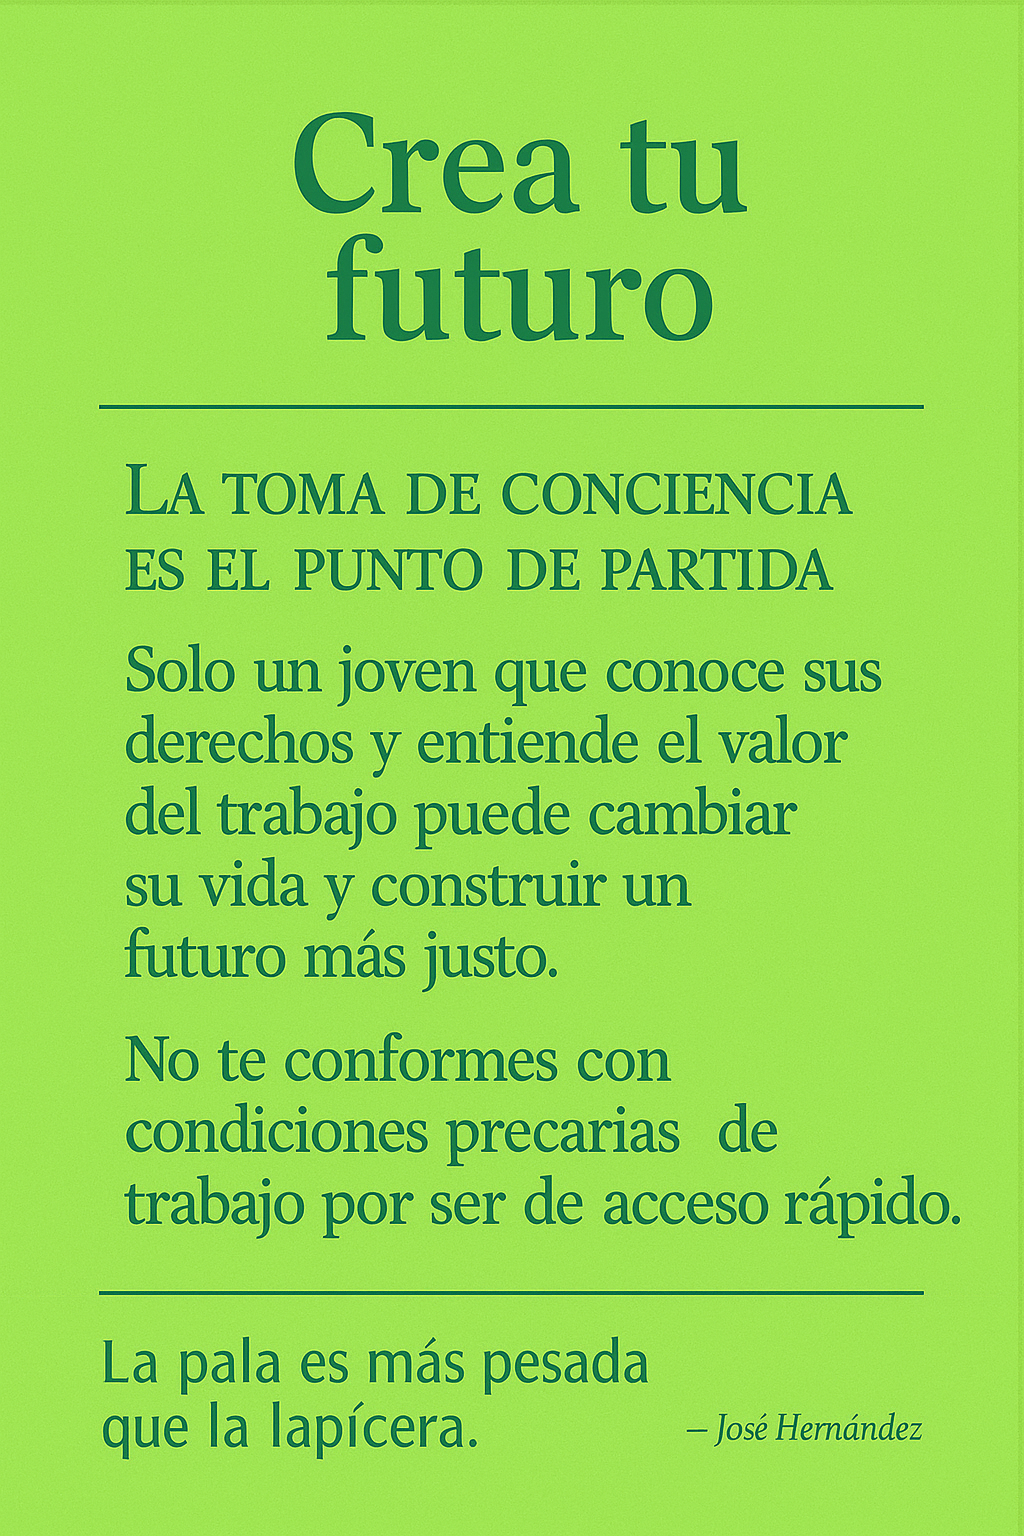 Crea tu
futuro
LA TOMA DE CONCIENCIA
ES EL PUNTO DE PARTIDA
Solo un joven que conoce sus
derechos y entiende el valor
del trabajo puede cambiar
su vida y construir un
futuro más justo.
No te conformes con
condiciones precarias de
trabajo por ser de acceso rápido.
La pala es más pesada
que la lapícera.
– José Hernández